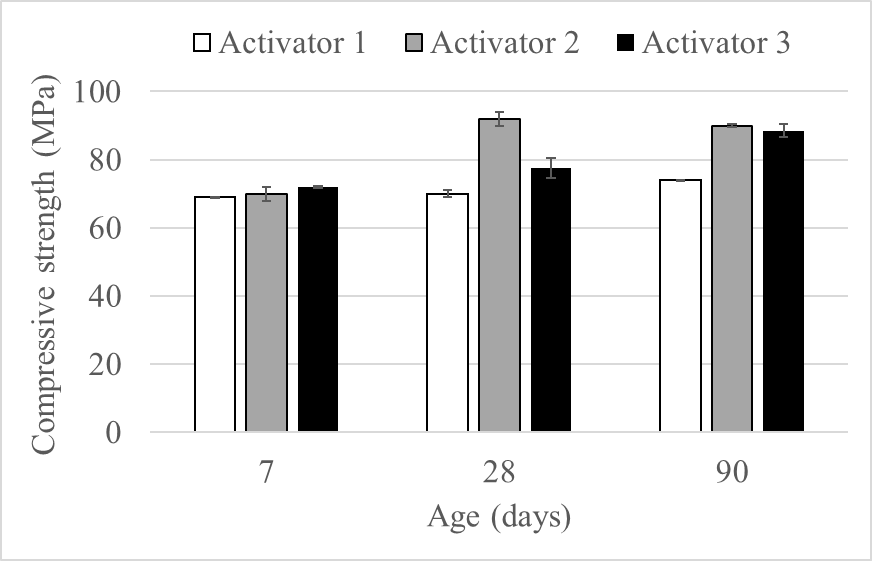 Activator 1 Activator 2 Activator 3
Compressive strength (MPa)
100
80
60
40
20
0
7 28 90
Age (days)